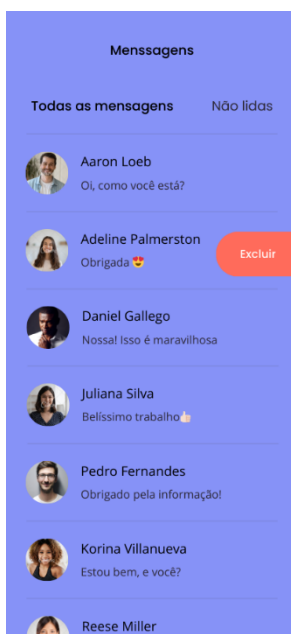 Menssagens
Todas as mensagens Não lidas
Aaron Loeb
Oi, como você está?
Adeline Palmerston
Obrigada 😍
Excluir
Daniel Gallego
Nossa! Isso é maravilhosa
Juliana Silva
Belíssimo trabalho👍🏻
Pedro Fernandes
Obrigado pela informação!
Korina Villanueva
Estou bem, e você?
Reese Miller